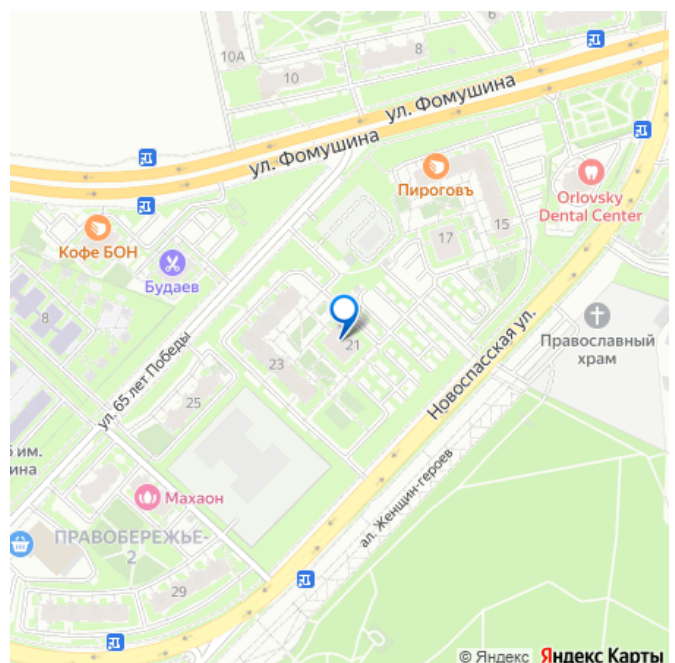 6
10А
8
10
ул. Фомушина
ул. Фомушина
Пироговъ
Orlovsky
Dental Center
15
17
Кофе БОН
Будаев
8
21
Православный
храм
23
Новоспасская ул.
ул. 65 лет Победы
25
им.
ина
ал. Женщин-героев
Махаон
ПРАВОБЕРЕЖЬЕ-
2
29
© Яндекс Яндекс Карты